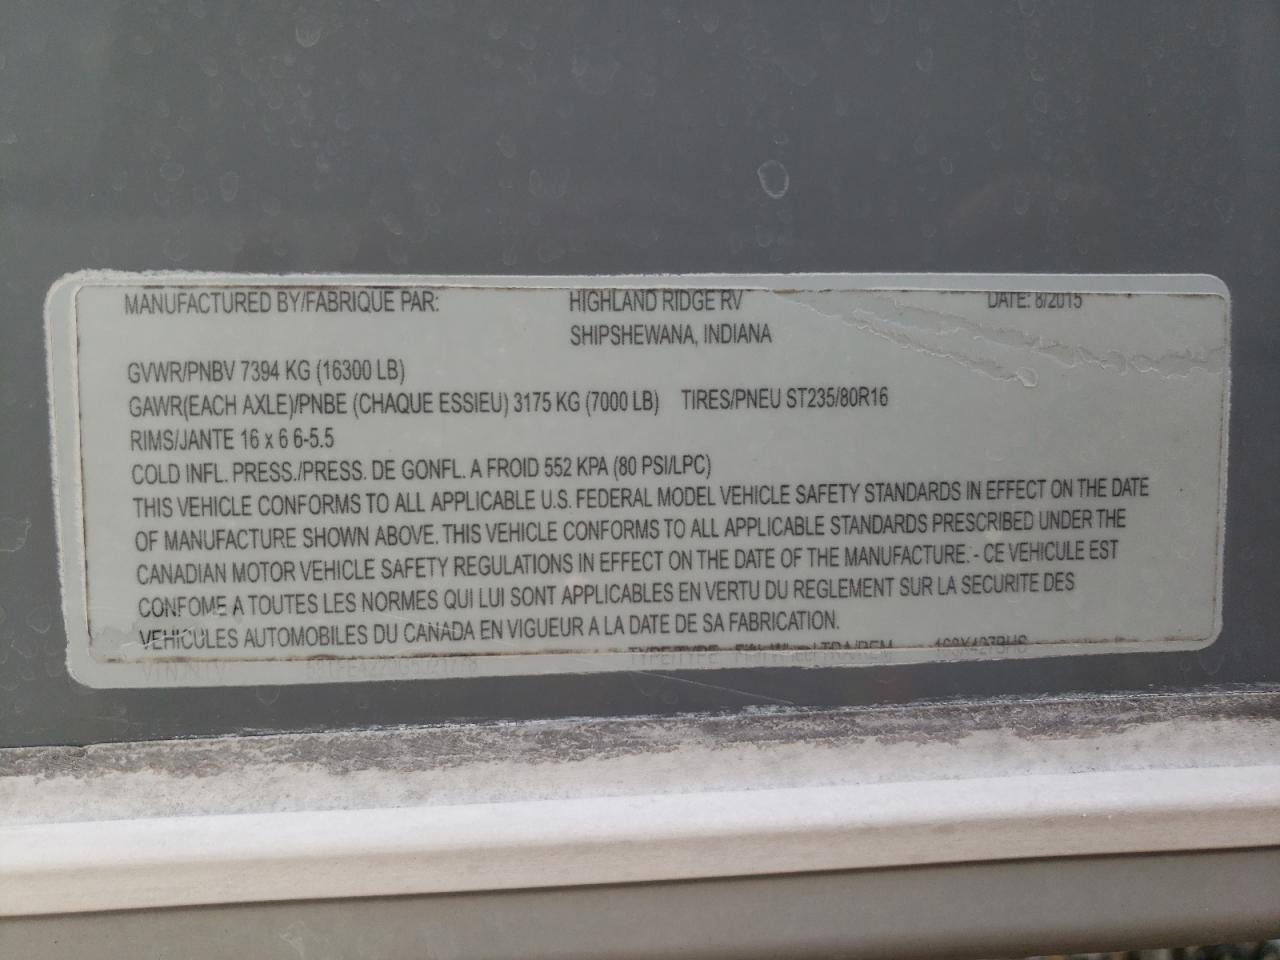 MANUFACTURED BY/FABRIQUE PAR: HIGHLAND RIDGE RV DATE: 8/2015
SHIPSHEWANA, INDIANA
GVWR/PNBV 7394 KG (16300 LB)
GAWR(EACH AXLE)/PNBE (CHAQUE ESSIEU) 3175 KG (7000 LB) TIRES/PNEU ST235/80R16
RIMS/JANTE 16 x 6 6-5.5
COLD INFL. PRESS./PRESS. DE GONFL. A FROID 552 KPA (80 PSI/LPC)
THIS VEHICLE CONFORMS TO ALL APPLICABLE U.S. FEDERAL MODEL VEHICLE SAFETY STANDARDS IN EFFECT ON THE DATE
OF MANUFACTURE SHOWN ABOVE. THIS VEHICLE CONFORMS TO ALL APPLICABLE STANDARDS PRESCRIBED UNDER THE
CANADIAN MOTOR VEHICLE SAFETY REGULATIONS IN EFFECT ON THE DATE OF THE MANUFACTURE. - CE VEHICULE EST
CONFOME A TOUTES LES NORMES QUI LUI SONT APPLICABLES EN VERTU DU REGLEMENT SUR LA SECURITE DES
VEHICULES AUTOMOBILES DU CANADA EN VIGUEUR A LA DATE DE SA FABRICATION.
TYPE/TYPE